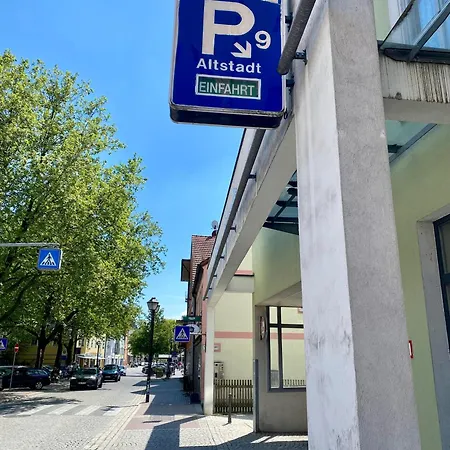 P 9
Altstadt
EINFAHRT